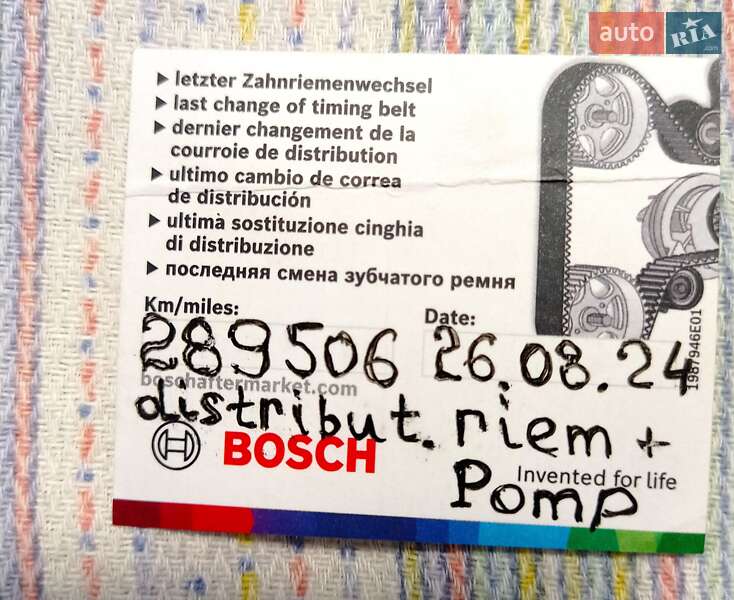 auto RIA.com
▶ letzter Zahnriemenwechsel
▶ last change of timing belt
▶ dernier changement de la
courroie de distribution
▶ ultimo cambio de correa
de distribución
▶ ultima sostituzione cinghia
di distribuzione
▶ последняя смена зубчатого ремня
Km/miles:
Date:
289506 26.08.24
boschaftermarket.com
distribut. riem +
BOSCH
Pomp
Invented for life
1987946E01